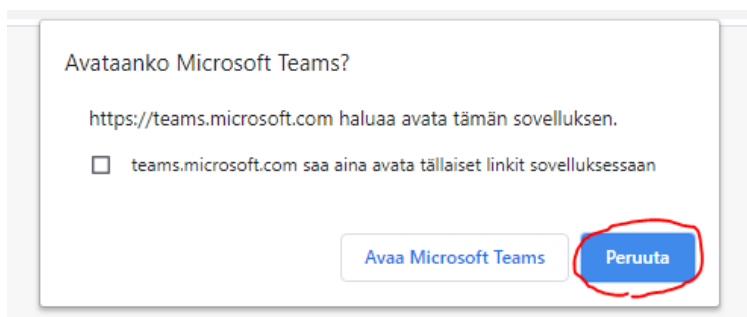 Avataanko Microsoft Teams?
https://teams.microsoft.com haluaa avata tämän sovelluksen.
teams.microsoft.com saa aina avata tällaiset linkit sovelluksessaan
Avaa Microsoft Teams
Peruuta